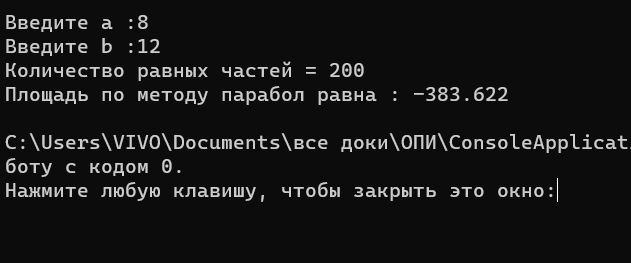 Введите a :8
Введите b :12
Количество равных частей = 200
Площадь по методу парабол равна : -383.622
C:\Users\VIVO\Documents\все доки\ОПИ\ConsoleApplicat
боту с кодом 0.
Нажмите любую клавишу, чтобы закрыть это окно: